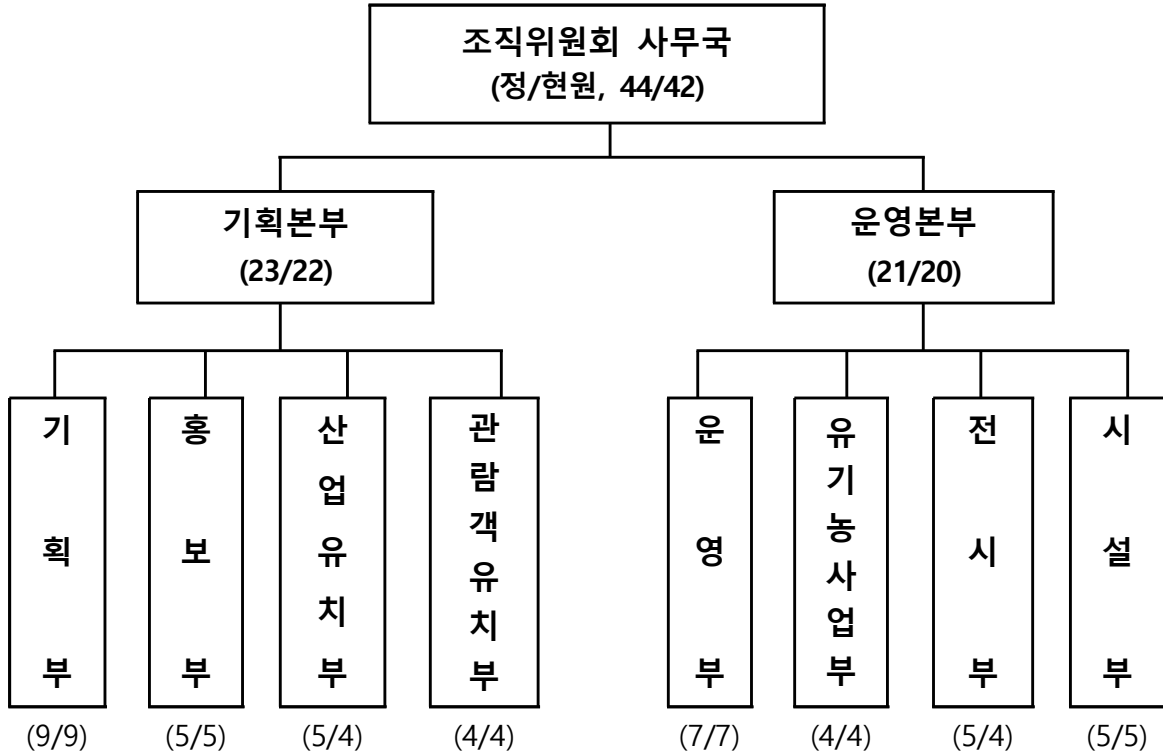 조직위원회 사무국
(정/현원, 44/42)
기획본부
(23/22)
운영본부
(21/20)
기획부
홍보부
산업유치부
관람객유치부
운영부
유기농사업부
전시부
시설부
(9/9)
(5/5)
(5/4)
(4/4)
(7/7)
(4/4)
(5/4)
(5/5)